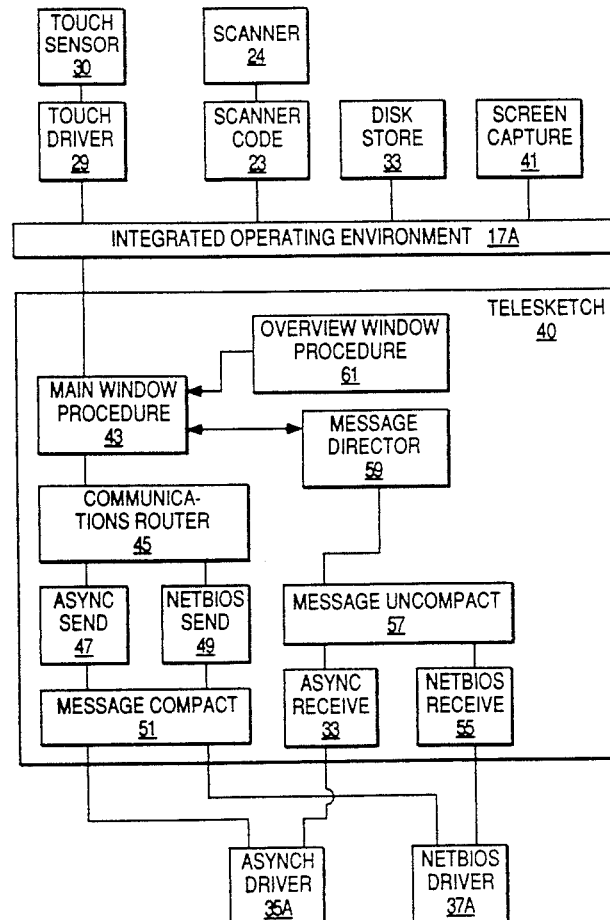 TOUCH
SENSOR
30
SCANNER
24
TOUCH
DRIVER
29
SCANNER
CODE
23
DISK
STORE
33
SCREEN
CAPTURE
41
INTEGRATED OPERATING ENVIRONMENT 17A
TELESKETCH
40
OVERVIEW WINDOW
PROCEDURE
61
MAIN WINDOW
PROCEDURE
43
MESSAGE
DIRECTOR
59
COMMUNICA-
TIONS ROUTER
45
ASYNC
SEND
47
NETBIOS
SEND
49
MESSAGE UNCOMPACT
57
MESSAGE COMPACT
51
ASYNC
RECEIVE
33
NETBIOS
RECEIVE
55
ASYNCH
DRIVER
35A
NETBIOS
DRIVER
37A